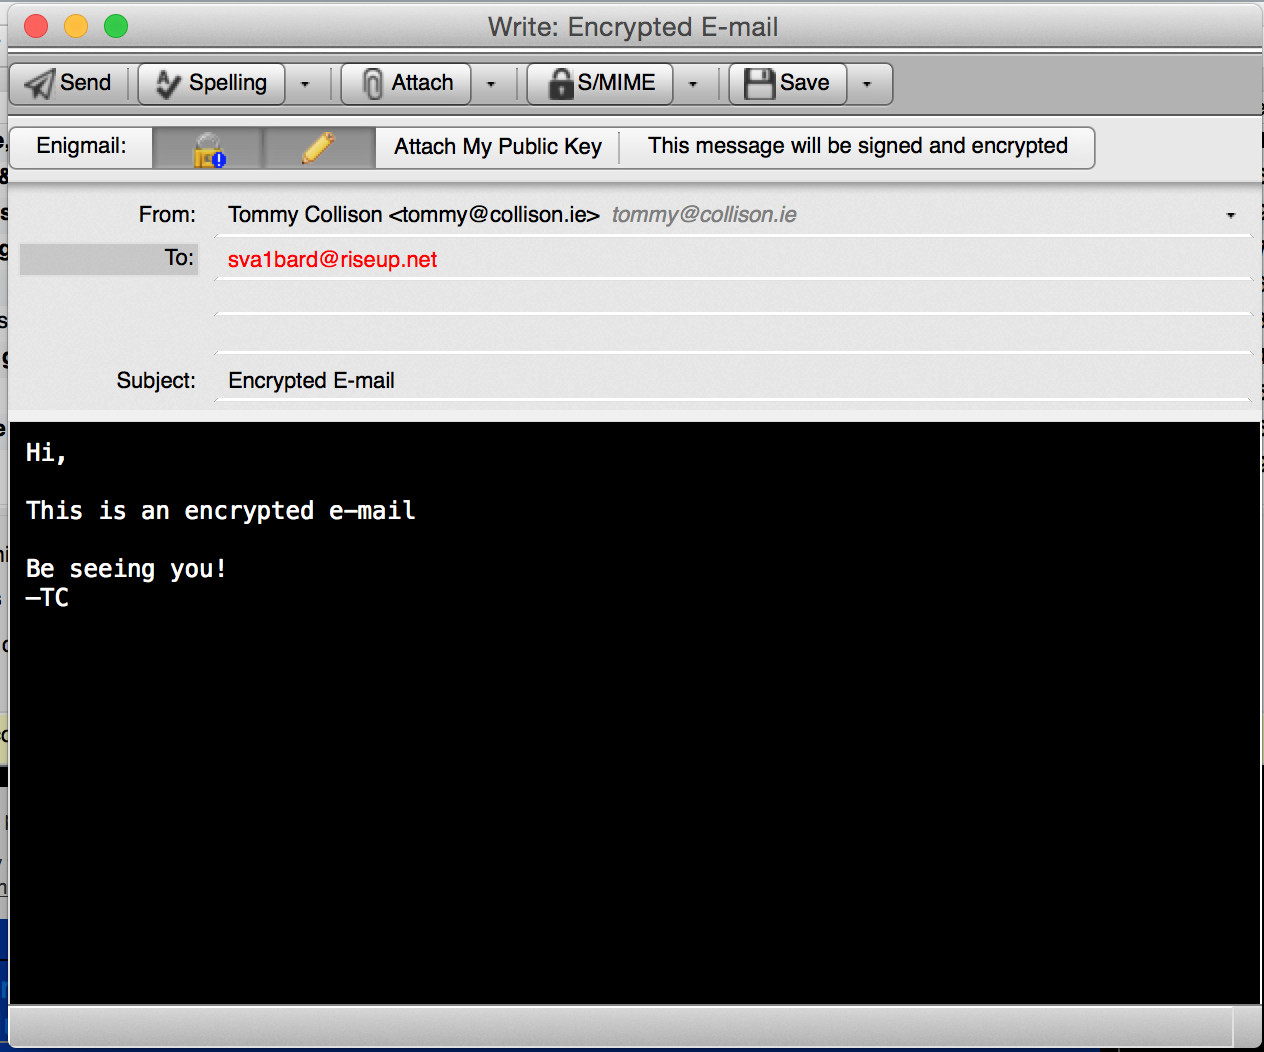 Write: Encrypted E-mail
Send Spelling Attach S/MIME Save
Enigmail: Attach My Public Key This message will be signed and encrypted
From: Tommy Collison <tommy@collison.ie> tommy@collison.ie
To: sva1bard@riseup.net
Subject: Encrypted E-mail
Hi,
This is an encrypted e-mail
Be seeing you!
—TC